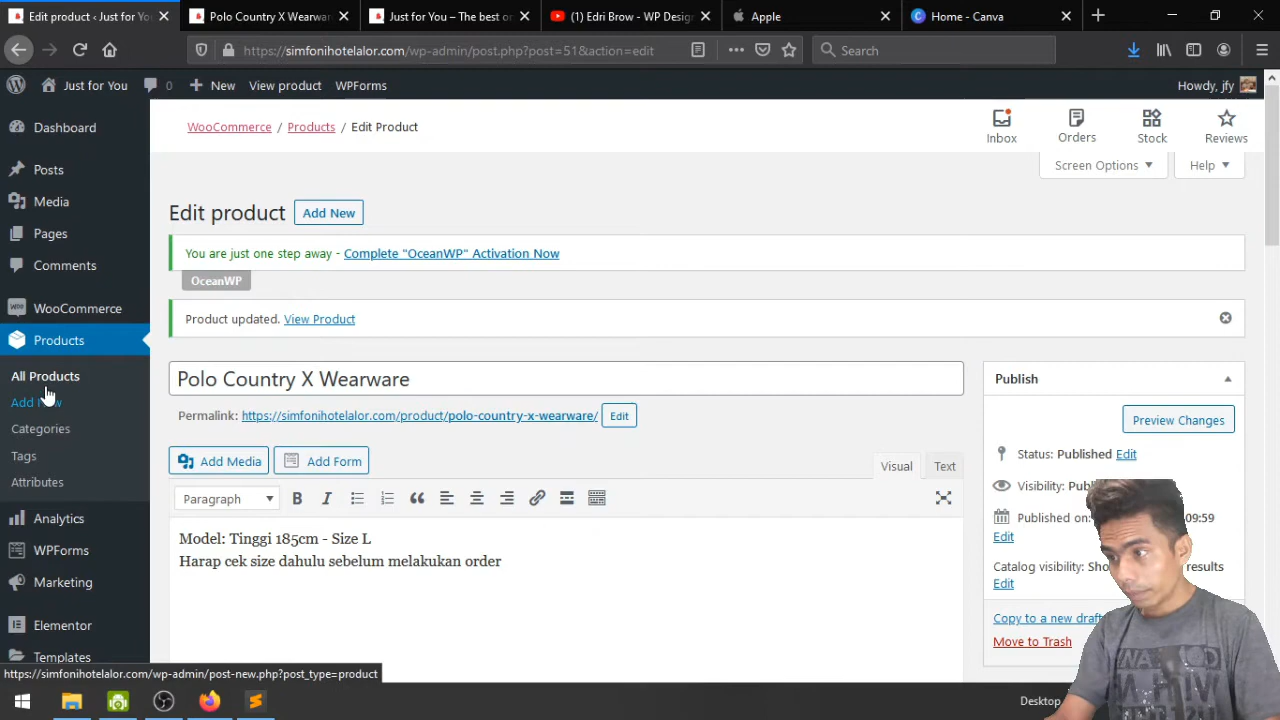 Edit product ‹ Just for You
Polo Country X Wearwar
Just for You – The best on
(1) Edri Brow - WP Design
Apple
Home - Canva
https://simfonihotelalor.com/wp-admin/post.php?post=51&action=edit
Search
Just for You
0
New
View product
WPForms
Howdy, jfy
Dashboard
Posts
Media
Pages
Comments
WooCommerce
Products
All Products
Add New
Categories
Tags
Attributes
Analytics
WPForms
Marketing
Elementor
Templates
WooCommerce / Products / Edit Product
Inbox
Orders
Stock
Reviews
Screen Options
Help
Edit product
Add New
You are just one step away - Complete "OceanWP" Activation Now
OceanWP
Product updated. View Product
Polo Country X Wearware
Permalink: https://simfonihotelalor.com/product/polo-country-x-wearware/ Edit
Add Media
Add Form
Visual
Text
Paragraph
Model: Tinggi 185cm - Size L
Harap cek size dahulu sebelum melakukan order
Publish
Preview Changes
Status: Published Edit
Visibility:
Published on: 09:59
Edit
Catalog visibility: results
Edit
Copy to a new draft
Move to Trash
https://simfonihotelalor.com/wp-admin/post-new.php?post_type=product
Desktop